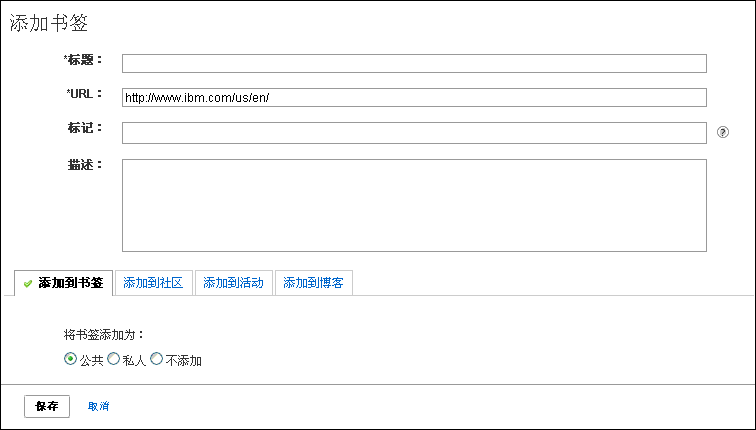 添加书签
*标题：
*URL： http://www.ibm.com/us/en/
标记： ?
描述：
添加到书签 添加到社区 添加到活动 添加到博客
将书签添加为：
公共 私人 不添加
保存 取消